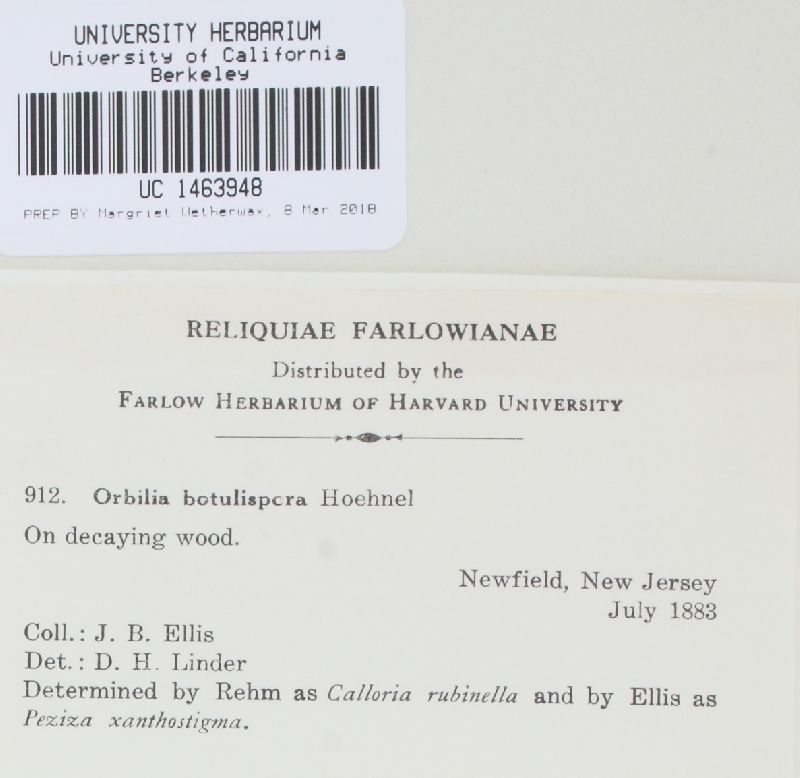 UNIVERSITY HERBARIUM
University of California
Berkeley
UC 1463948
PREP BY Margriet Wetherwax, 8 Mar 2018
RELIQUIAE FARLOWIANAE
Distributed by the
FARLOW HERBARIUM OF HARVARD UNIVERSITY
912. Orbilia botulispora Hoehnel
On decaying wood.
Newfield, New Jersey
July 1883
Coll.: J. B. Ellis
Det.: D. H. Linder
Determined by Rehm as Calloria rubinella and by Ellis as
Peziza xanthostigma.